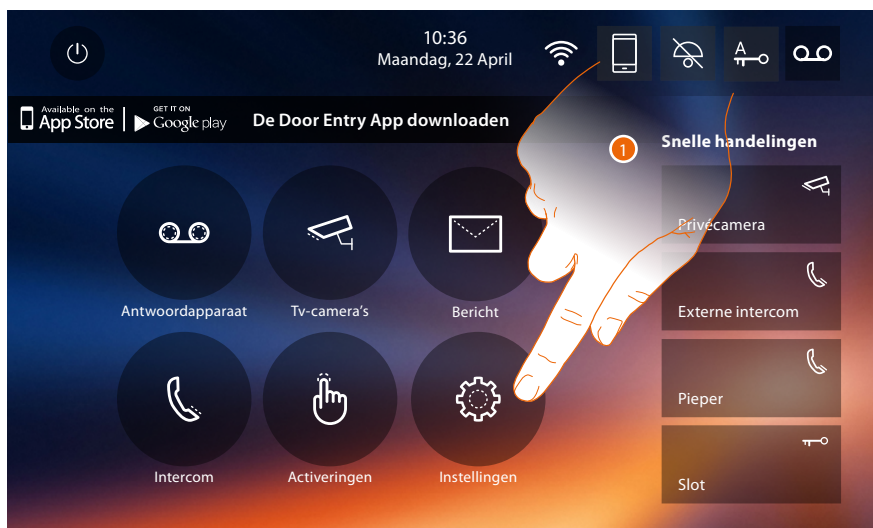 10:36
Maandag, 22 April
A
Available on the
App Store
GET IT ON
Google play
De Door Entry App downloaden
1
Snelle handelingen
Privécamera
Antwoordapparaat
Tv-camera's
Bericht
Externe intercom
Pieper
Intercom
Activeringen
Instellingen
Slot